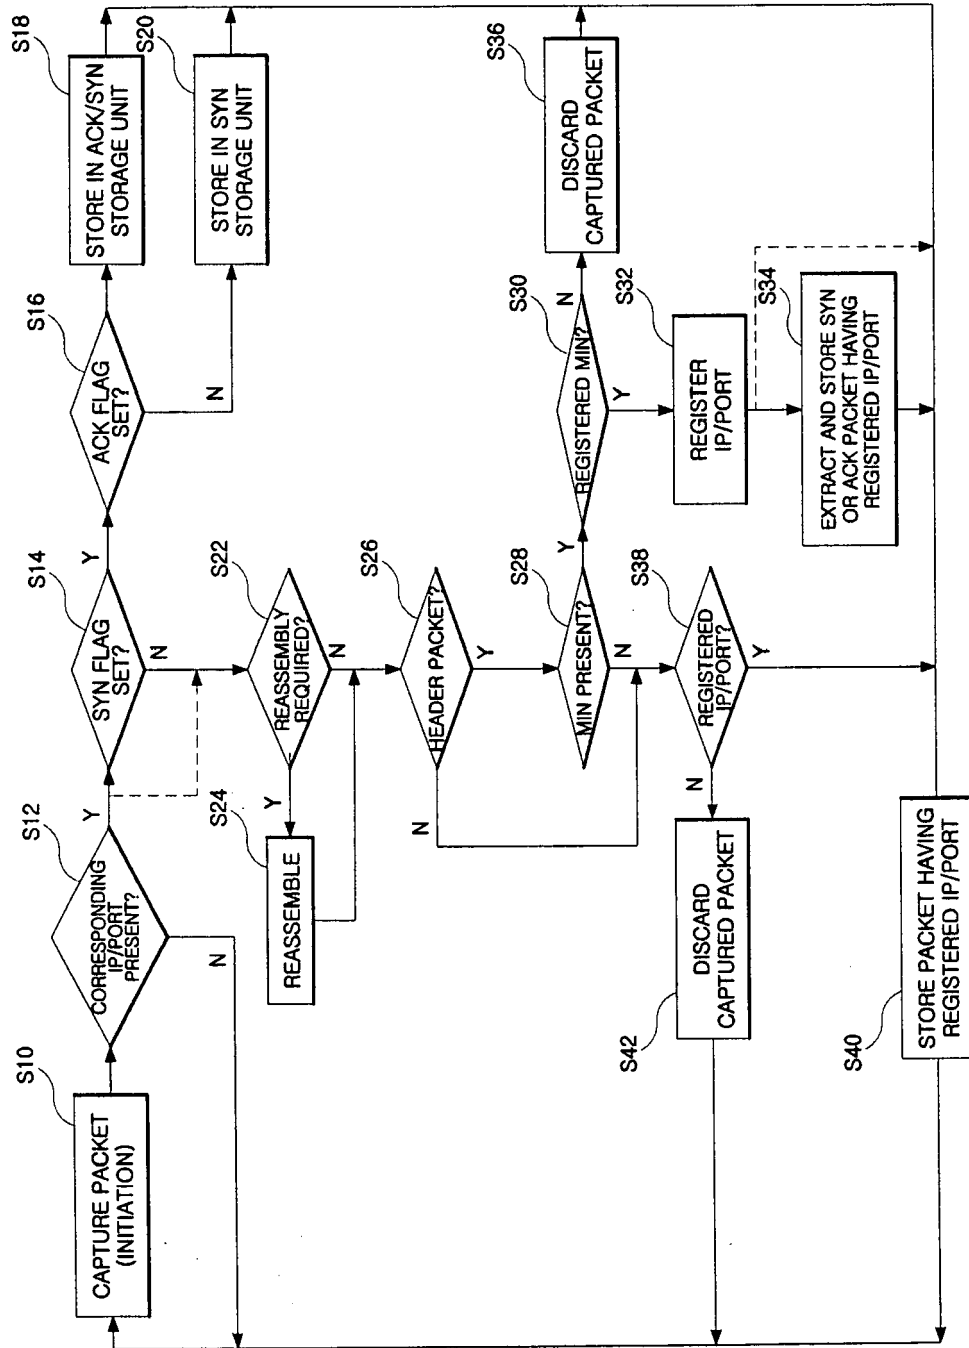 S10
CAPTURE PACKET
(INITIATION)
S12
CORRESPONDING
IP/PORT
PRESENT?
Y
N
S14
SYN FLAG
SET?
Y
N
S16
ACK FLAG
SET?
N
S18
STORE IN ACK/SYN
STORAGE UNIT
S20
STORE IN SYN
STORAGE UNIT
S22
REASSEMBLY
REQUIRED?
Y
N
S24
REASSEMBLE
S26
HEADER PACKET?
Y
N
S28
MIN PRESENT?
Y
N
S30
REGISTERED MIN?
N
Y
S36
DISCARD
CAPTURED PACKET
S32
REGISTER
IP/PORT
S34
EXTRACT AND STORE SYN
OR ACK PACKET HAVING
REGISTERED IP/PORT
S38
REGISTERED
IP/PORT?
N
Y
S42
DISCARD
CAPTURED PACKET
S40
STORE PACKET HAVING
REGISTERED IP/PORT